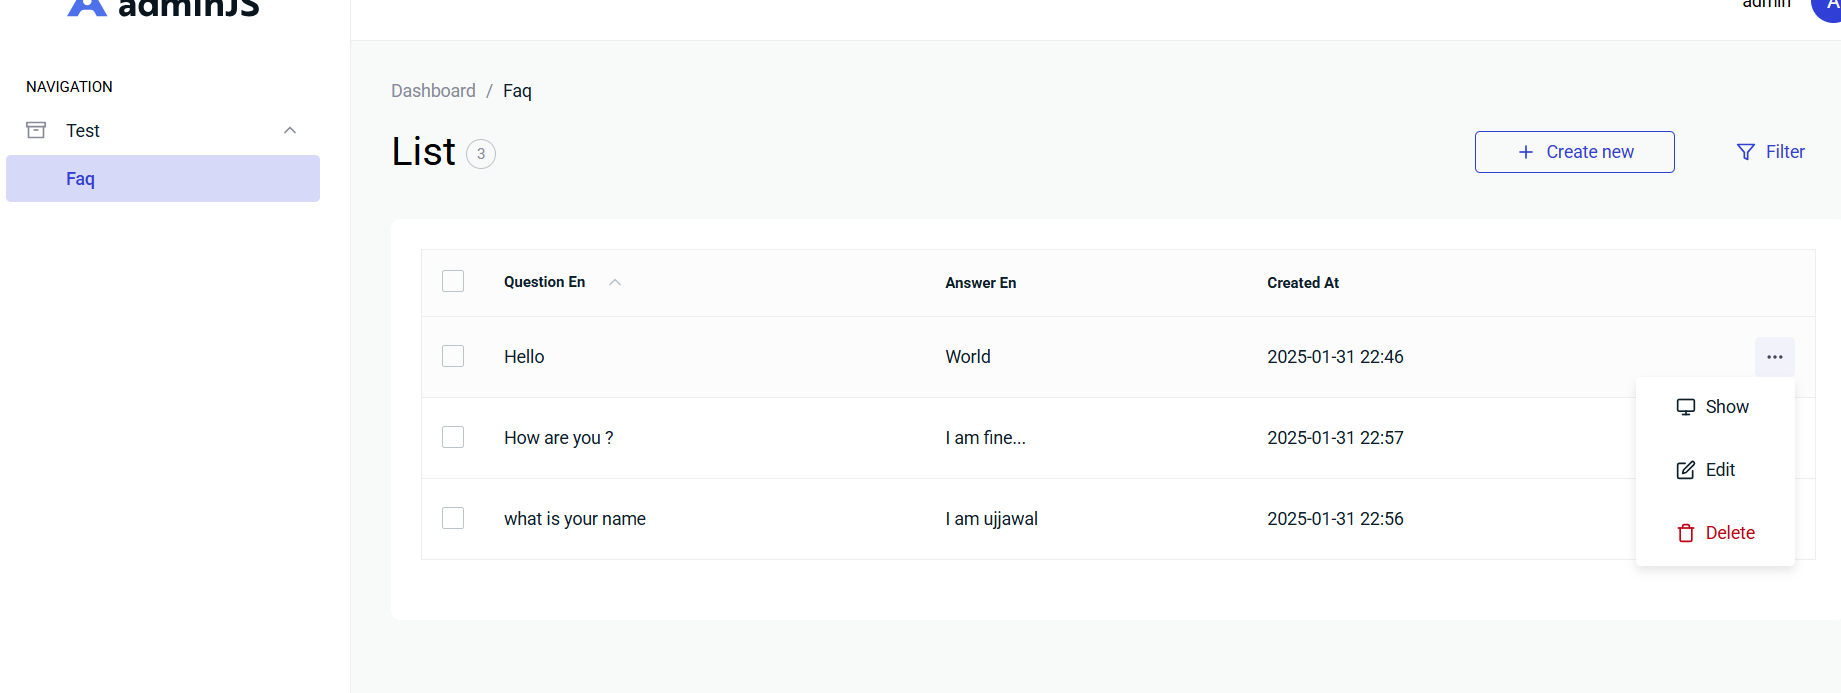 adminJS
admin A
NAVIGATION
Test
Faq
Dashboard / Faq
List 3
+ Create new
Filter
Question En Answer En Created At
Hello World 2025-01-31 22:46 ...
How are you ? I am fine... 2025-01-31 22:57
what is your name I am ujjawal 2025-01-31 22:56
Show
Edit
Delete